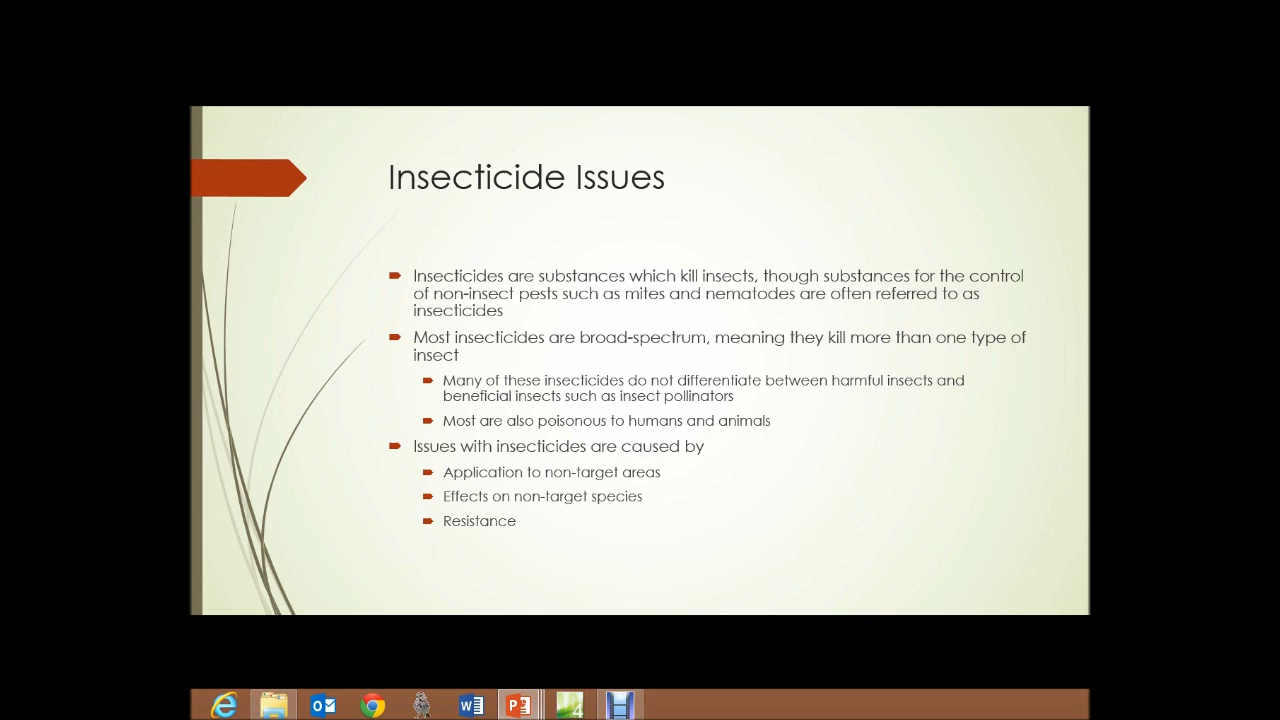 Insecticide Issues
Insecticides are substances which kill insects, though substances for the control
of non-insect pests such as mites and nematodes are often referred to as
insecticides
Most insecticides are broad-spectrum, meaning they kill more than one type of
insect
Many of these insecticides do not differentiate between harmful insects and
beneficial insects such as insect pollinators
Most are also poisonous to humans and animals
Issues with insecticides are caused by
Application to non-target areas
Effects on non-target species
Resistance